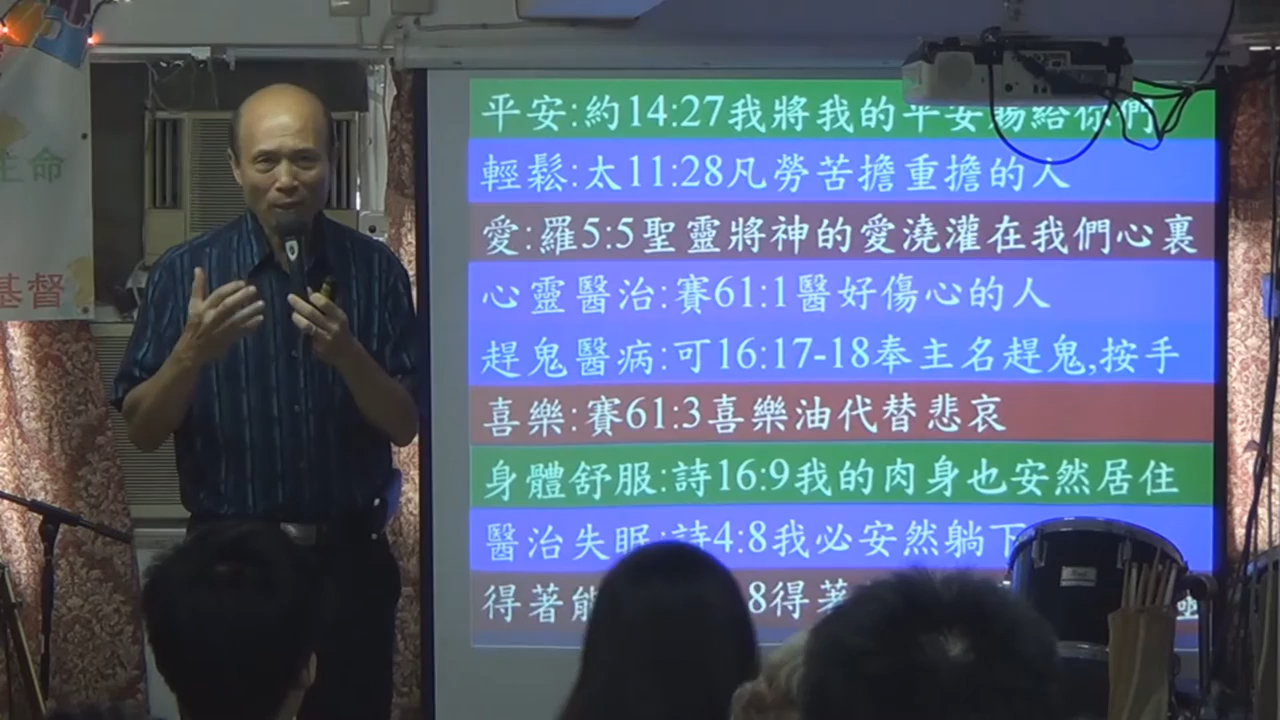 生命
基督
平安:約14:27我將我的平安賜給你們
輕鬆:太11:28凡勞苦擔重擔的人
愛:羅5:5聖靈將神的愛澆灌在我們心裏
心靈醫治:賽61:1醫好傷心的人
趕鬼醫病:可16:17-18奉主名趕鬼,按手
喜樂:賽61:3喜樂油代替悲哀
身體舒服:詩16:9我的肉身也安然居住
醫治失眠:詩4:8我必安然躺下
得著能 8得著